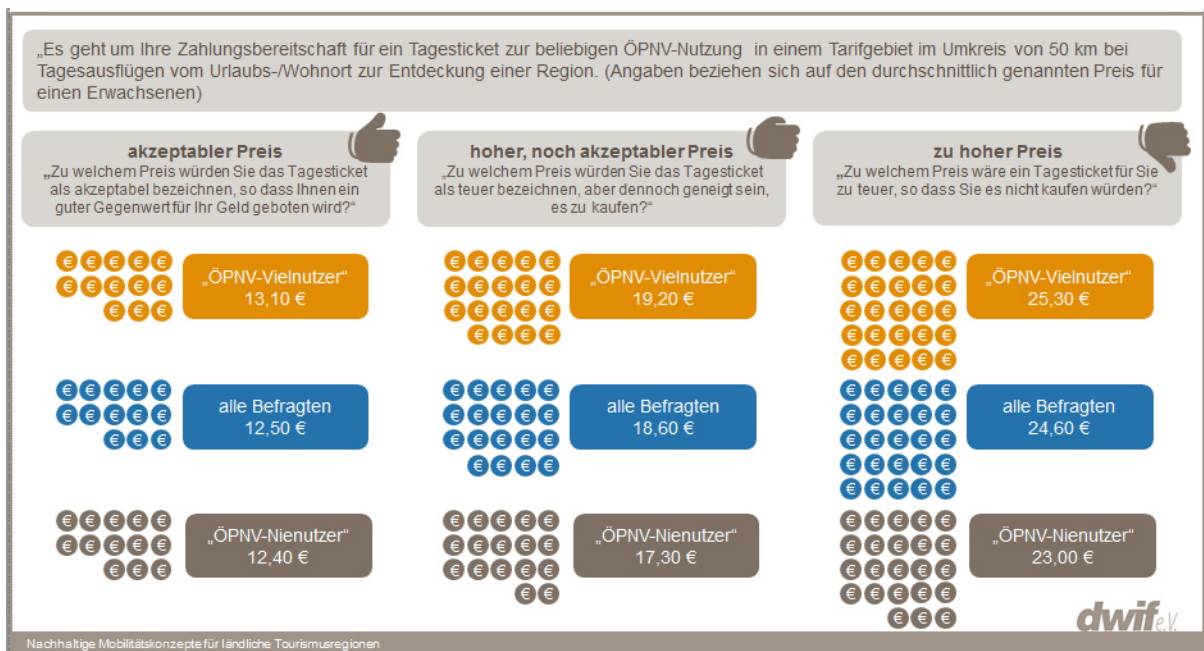 „Es geht um Ihre Zahlungsbereitschaft für ein Tagesticket zur beliebigen ÖPNV-Nutzung in einem Tarifgebiet im Umkreis von 50 km bei
Tagesausflügen vom Urlaubs-/Wohnort zur Entdeckung einer Region. (Angaben beziehen sich auf den durchschnittlich genannten Preis für
einen Erwachsenen)
akzeptabler Preis
„Zu welchem Preis würden Sie das Tagesticket
als akzeptabel bezeichnen, so dass Ihnen ein
guter Gegenwert für Ihr Geld geboten wird?“
hoher, noch akzeptabler Preis
„Zu welchem Preis würden Sie das Tagesticket
als teuer bezeichnen, aber dennoch geneigt sein,
es zu kaufen?“
zu hoher Preis
„Zu welchem Preis wäre ein Tagesticket für Sie
zu teuer, so dass Sie es nicht kaufen würden?“
€ € € € €
€ € € € €
€ € €
„ÖPNV-Vielnutzer“
13,10 €
€ € € € €
€ € € € €
€ € € € €
€ € € €
„ÖPNV-Vielnutzer“
19,20 €
€ € € € €
€ € € € €
€ € € € €
€ € € € €
€ € € € €
„ÖPNV-Vielnutzer“
25,30 €
€ € € € €
€ € € € €
€ € €
alle Befragten
12,50 €
€ € € € €
€ € € € €
€ € € € €
€ € € €
alle Befragten
18,60 €
€ € € € €
€ € € € €
€ € € € €
€ € € € €
€ € € € €
alle Befragten
24,60 €
€ € € € €
€ € € € €
€ € €
„ÖPNV-Nienutzer“
12,40 €
€ € € € €
€ € € € €
€ € € € €
€ €
„ÖPNV-Nienutzer“
17,30 €
€ € € € €
€ € € € €
€ € € € €
€ € € € €
€ € €
„ÖPNV-Nienutzer“
23,00 €
dwif e.V.
Nachhaltige Mobilitätskonzepte für ländliche Tourismusregionen